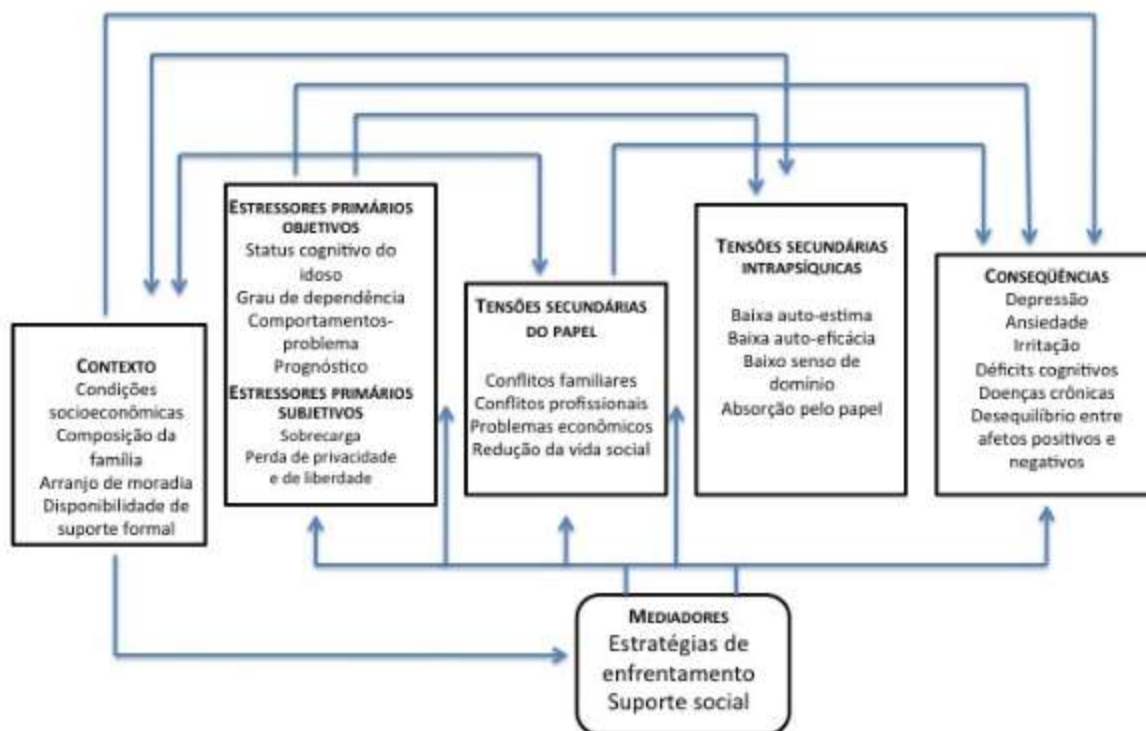 CONTEXTO
Condições
socioeconômicas
Composição da
família
Arranjo de moradia
Disponibilidade de
suporte formal
ESTRESSORES PRIMÁRIOS
OBJETIVOS
Status cognitivo do
idoso
Grau de dependência
Comportamentos-
problema
Prognóstico
ESTRESSORES PRIMÁRIOS
SUBJETIVOS
Sobrecarga
Perda de privacidade
e de liberdade
TENSÕES SECUNDÁRIAS
DO PAPEL
Conflitos familiares
Conflitos profissionais
Problemas econômicos
Redução da vida social
TENSÕES SECUNDÁRIAS
INTRAPSÍQUICAS
Baixa auto-estima
Baixa auto-eficácia
Baixo senso de
domínio
Absorção pelo papel
CONSEQÜÊNCIAS
Depressão
Ansiedade
Irritação
Déficits cognitivos
Doenças crônicas
Desequilíbrio entre
afetos positivos e
negativos
MEDIADORES
Estratégias de
enfrentamento
Suporte social